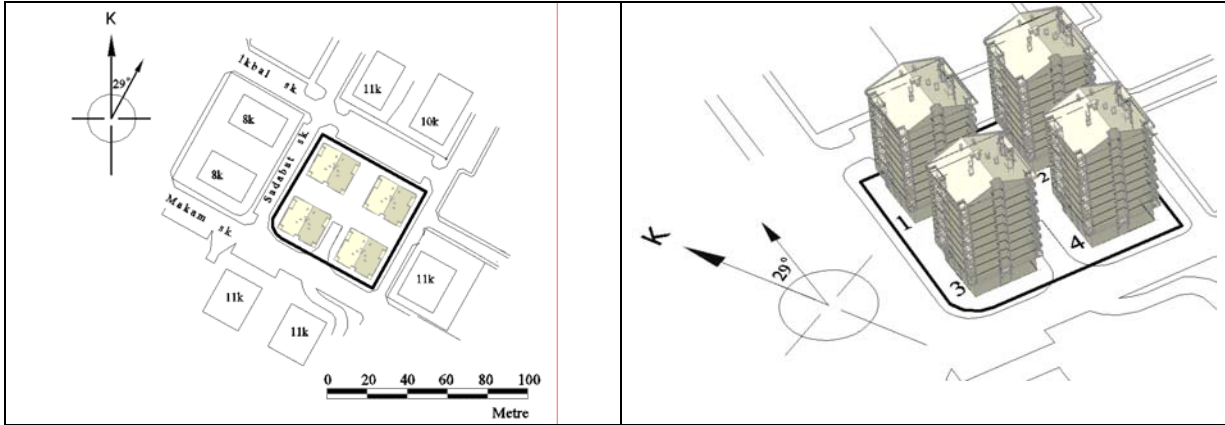 K
29°
Ikbal sk.
11k
10k
8k
Sadabat sk.
8k
Makam sk.
11k
11k
11k
0 20 40 60 80 100
Metre
K
29°
1
2
3
4